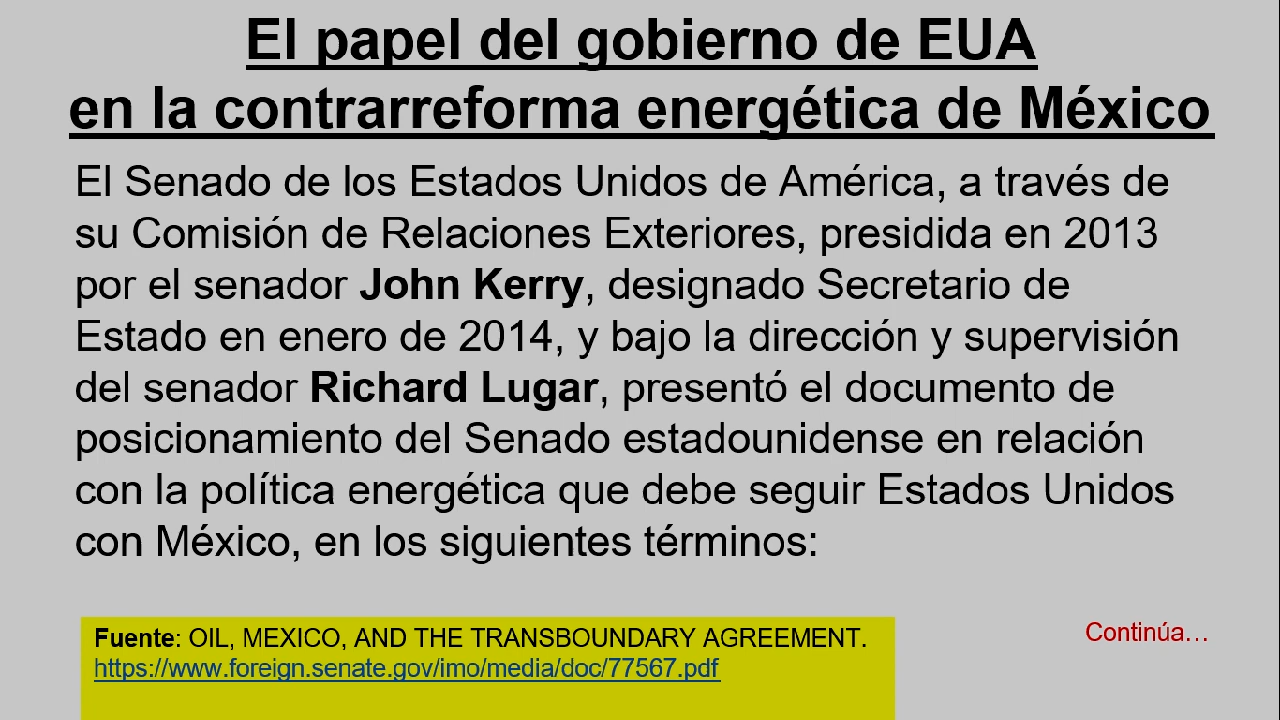 El papel del gobierno de EUA
en la contrarreforma energética de México
El Senado de los Estados Unidos de América, a través de
su Comisión de Relaciones Exteriores, presidida en 2013
por el senador John Kerry, designado Secretario de
Estado en enero de 2014, y bajo la dirección y supervisión
del senador Richard Lugar, presentó el documento de
posicionamiento del Senado estadounidense en relación
con la política energética que debe seguir Estados Unidos
con México, en los siguientes términos:
Fuente: OIL, MEXICO, AND THE TRANSBOUNDARY AGREEMENT.
https://www.foreign.senate.gov/imo/media/doc/77567.pdf
Continúa…